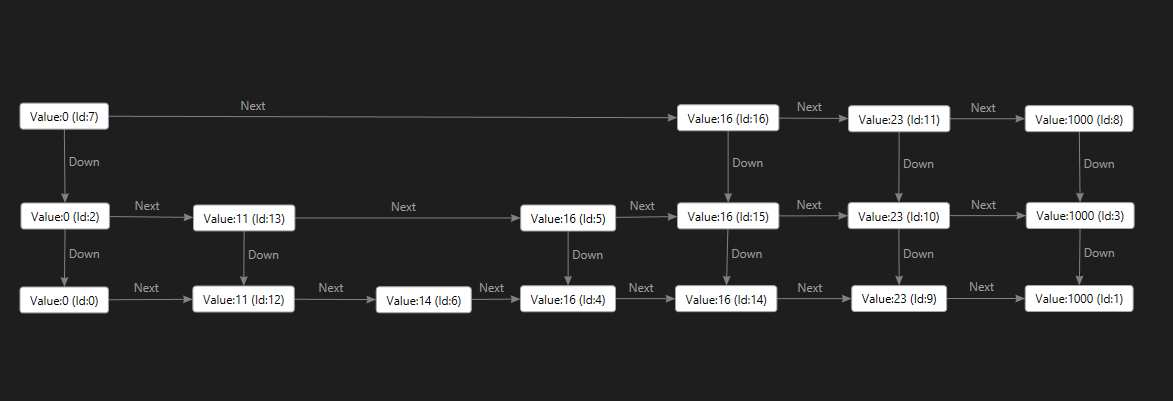 Next Next Next
Value:0 (Id:7) Value:16 (Id:16) Value:23 (Id:11) Value:1000 (Id:8)
Down Down Down Down
Next Next Next Next Next
Value:0 (Id:2) Value:11 (Id:13) Value:16 (Id:5) Value:16 (Id:15) Value:23 (Id:10) Value:1000 (Id:3)
Down Down Down Down Down Down
Next Next Next Next Next Next
Value:0 (Id:0) Value:11 (Id:12) Value:14 (Id:6) Value:16 (Id:4) Value:16 (Id:14) Value:23 (Id:9) Value:1000 (Id:1)